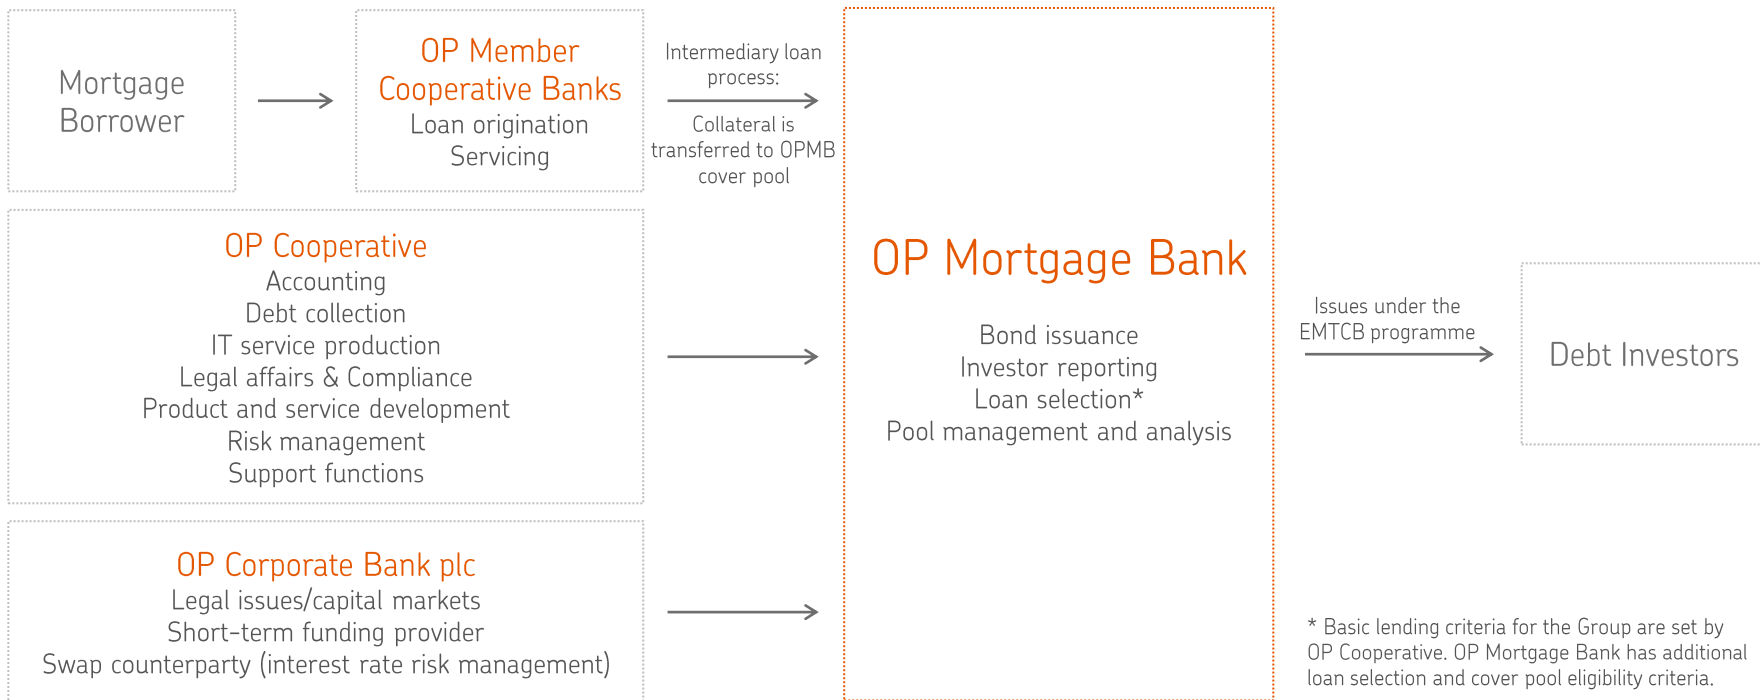 Mortgage
Borrower
OP Member
Cooperative Banks
Loan origination
Servicing
Intermediary loan
process:
Collateral is
transferred to OPMB
cover pool
OP Cooperative
Accounting
Debt collection
IT service production
Legal affairs & Compliance
Product and service development
Risk management
Support functions
OP Corporate Bank plc
Legal issues/capital markets
Short-term funding provider
Swap counterparty (interest rate risk management)
OP Mortgage Bank
Bond issuance
Investor reporting
Loan selection*
Pool management and analysis
Issues under the
EMTCB programme
Debt Investors
* Basic lending criteria for the Group are set by
OP Cooperative. OP Mortgage Bank has additional
loan selection and cover pool eligibility criteria.